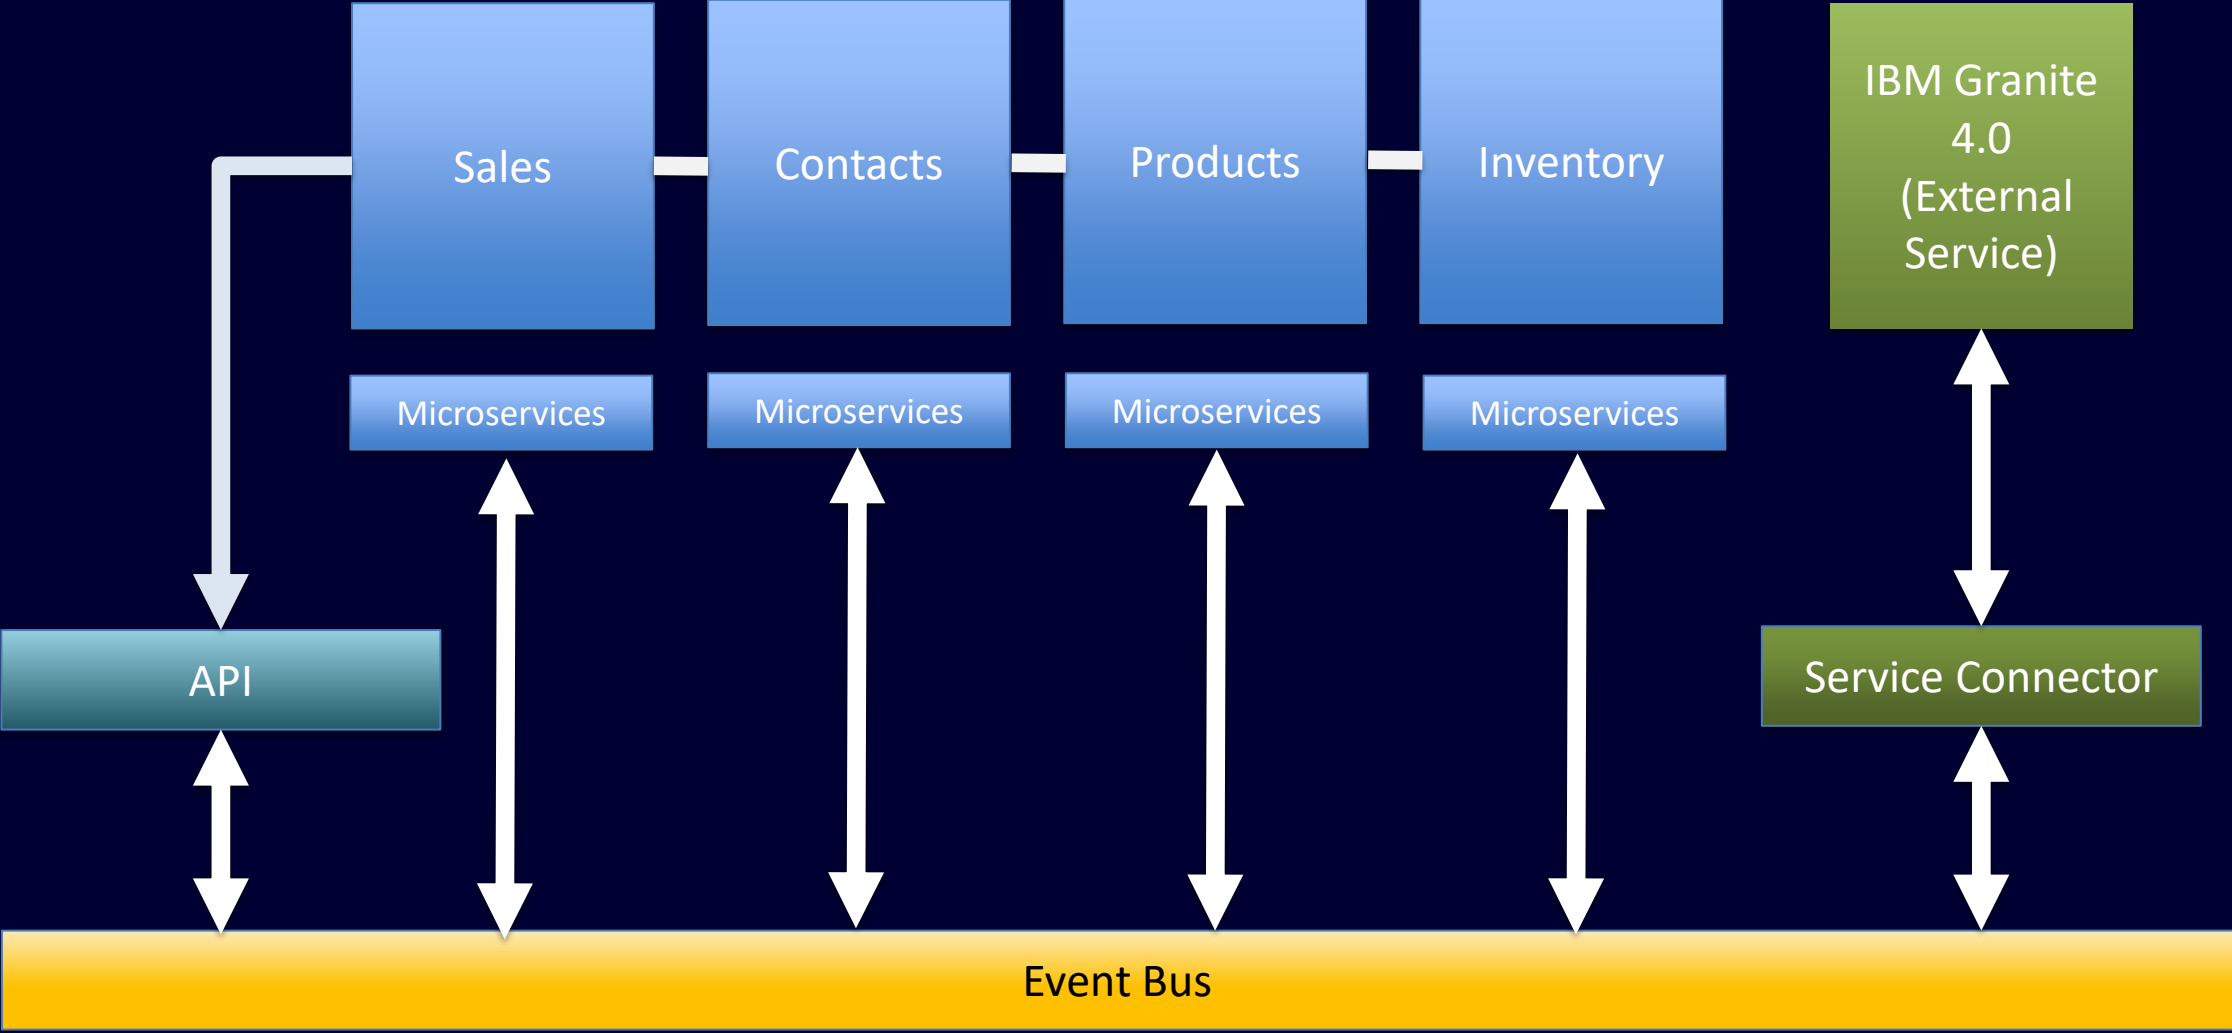 Sales
Contacts
Products
Inventory
IBM Granite
4.0
(External
Service)
Microservices
Microservices
Microservices
Microservices
API
Service Connector
Event Bus